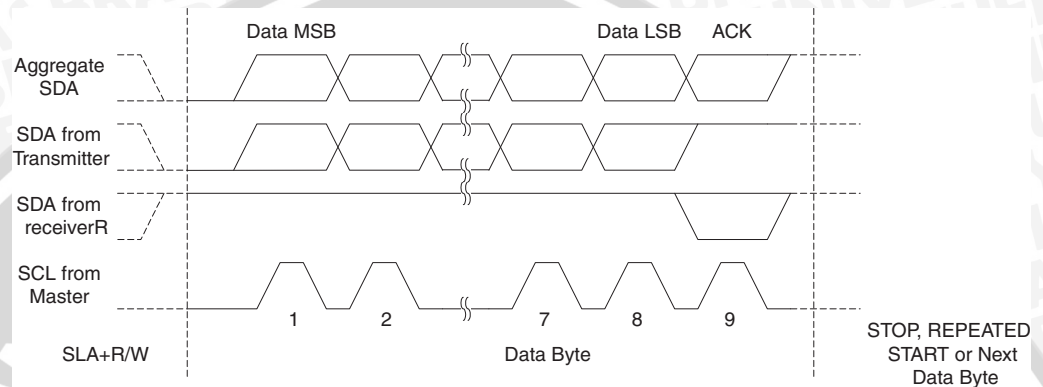 Data MSB
Data LSB
ACK
Aggregate
SDA
SDA from
Transmitter
SDA from
receiverR
SCL from
Master
1
2
7
8
9
SLA+R/W
Data Byte
STOP, REPEATED
START or Next
Data Byte